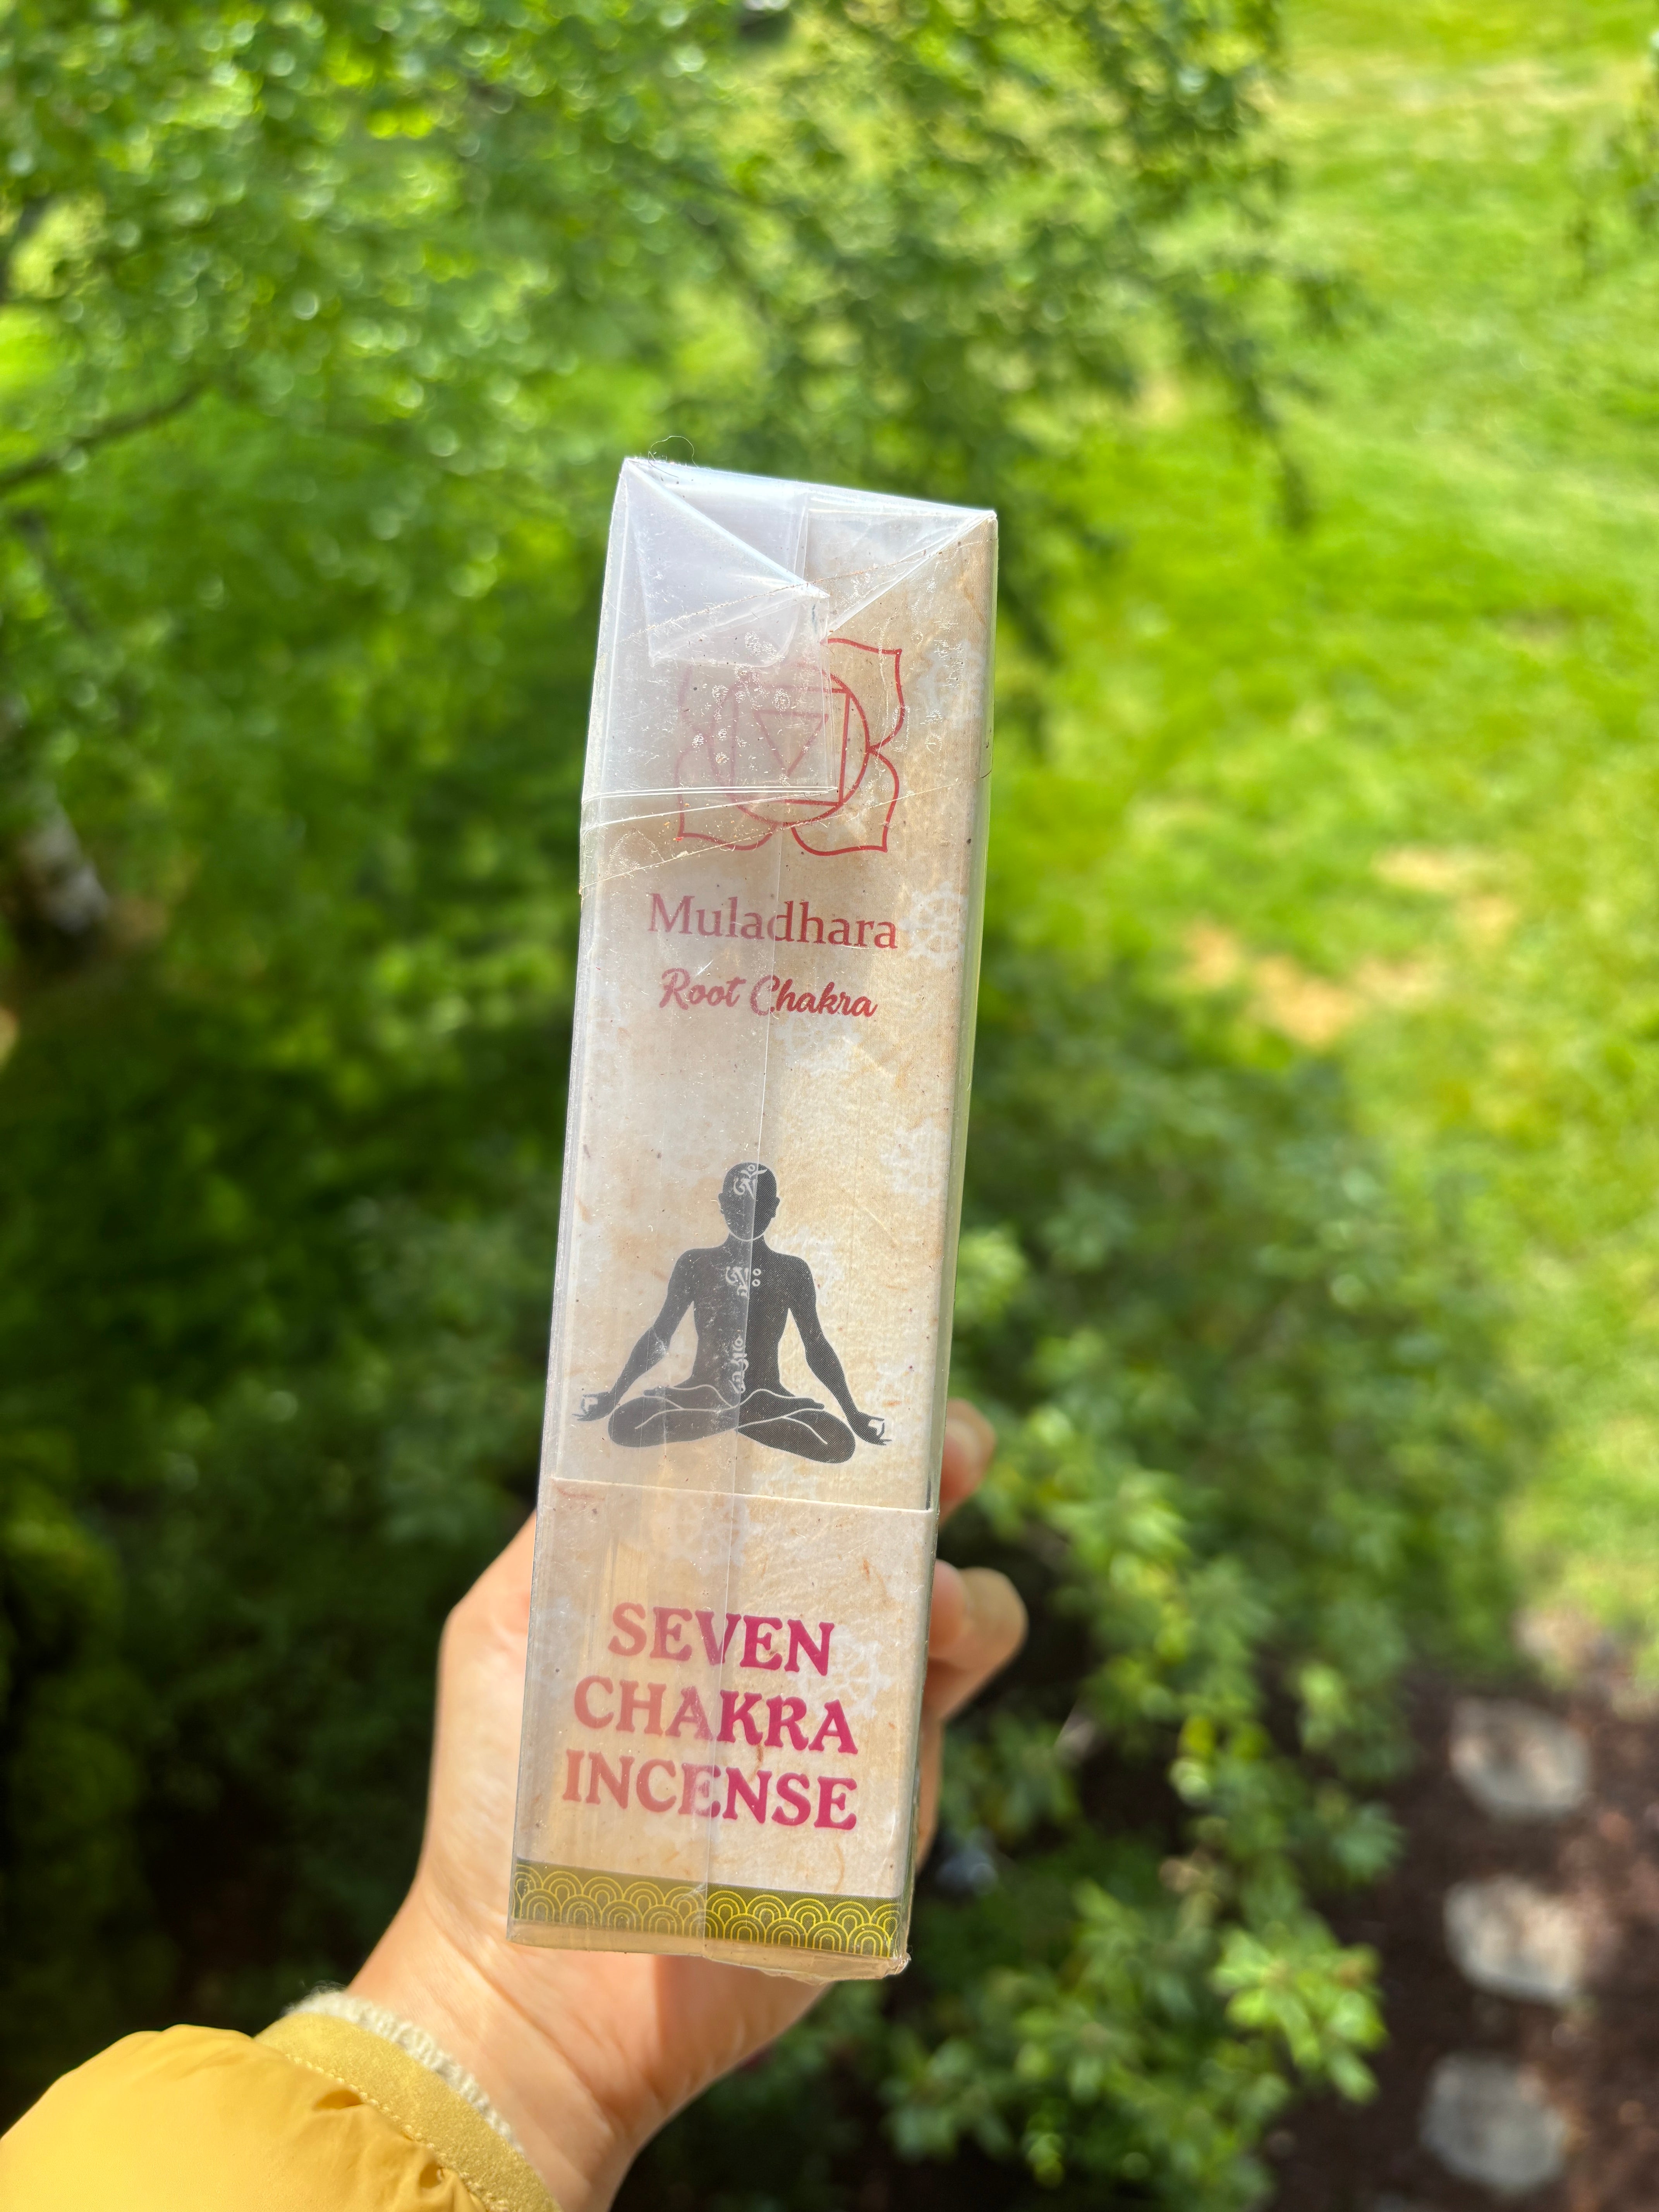 Muladhara
Root Chakra
SEVEN
CHAKRA
INCENSE